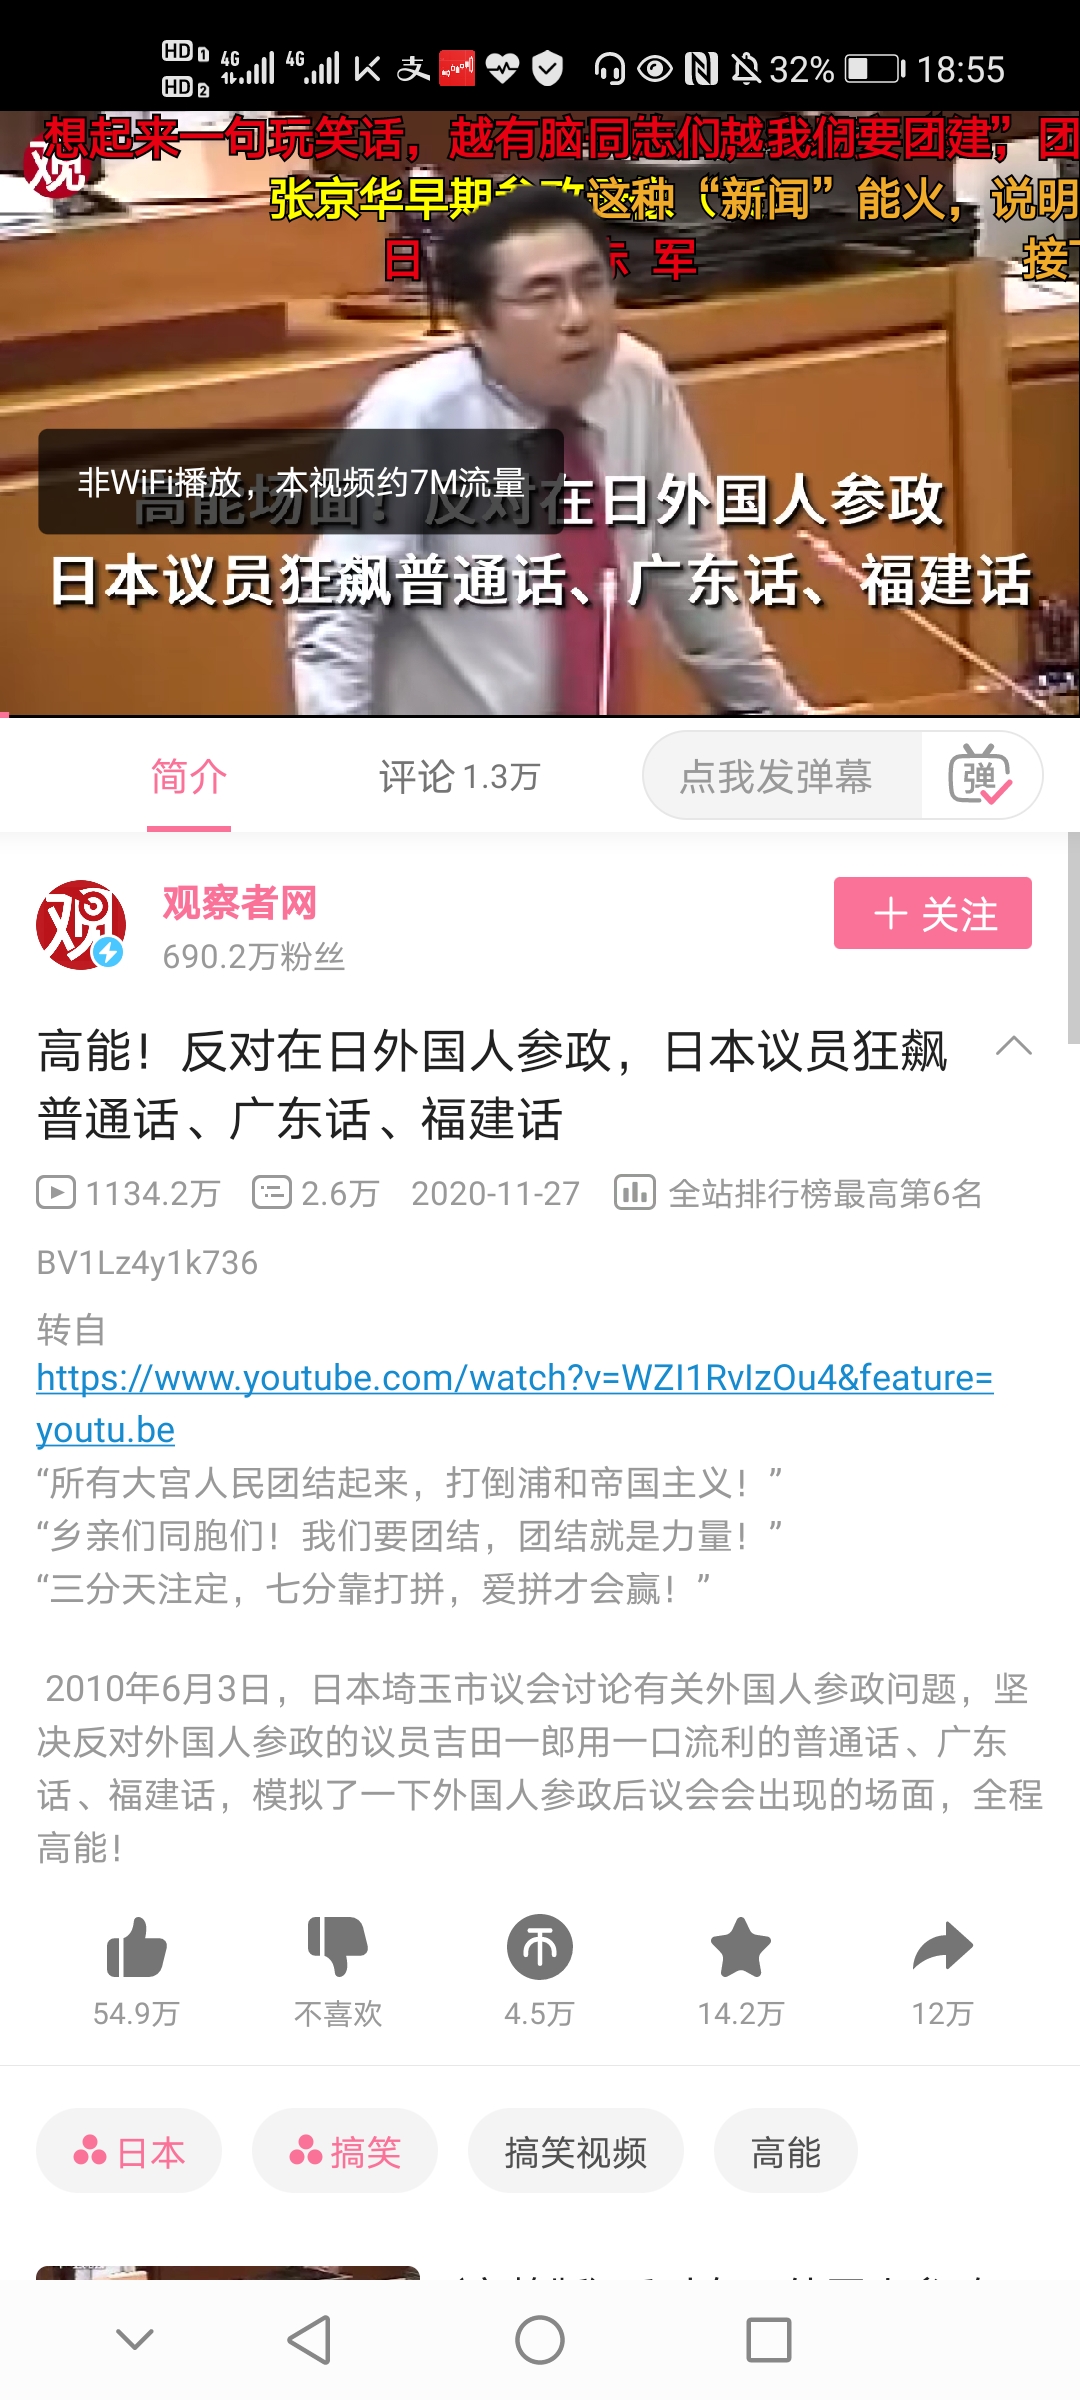 HD 1 4G 4G 32% 18:55
HD 2
想起来一句玩笑话，越有脑同志们越我们要团建”团
观
张京华早期参政 这种“新闻”能火，说明
日 军
接
非WiFi播放，本视频约7M流量
高能场面！反对在日外国人参政
日本议员狂飙普通话、广东话、福建话
简介 评论 1.3万 点我发弹幕 弹
观察者网
690.2万粉丝
＋关注
高能！反对在日外国人参政，日本议员狂飙
普通话、广东话、福建话
1134.2万 2.6万 2020-11-27 全站排行榜最高第6名
BV1Lz4y1k736
转自
https://www.youtube.com/watch?v=WZI1RvIzOu4&feature=
youtu.be
“所有大宫人民团结起来，打倒浦和帝国主义！”
“乡亲们同胞们！我们要团结，团结就是力量！”
“三分天注定，七分靠打拼，爱拼才会赢！”
2010年6月3日，日本埼玉市议会讨论有关外国人参政问题，坚
决反对外国人参政的议员吉田一郎用一口流利的普通话、广东
话、福建话，模拟了一下外国人参政后议会会出现的场面，全程
高能！
54.9万 不喜欢 4.5万 14.2万 12万
日本 搞笑 搞笑视频 高能